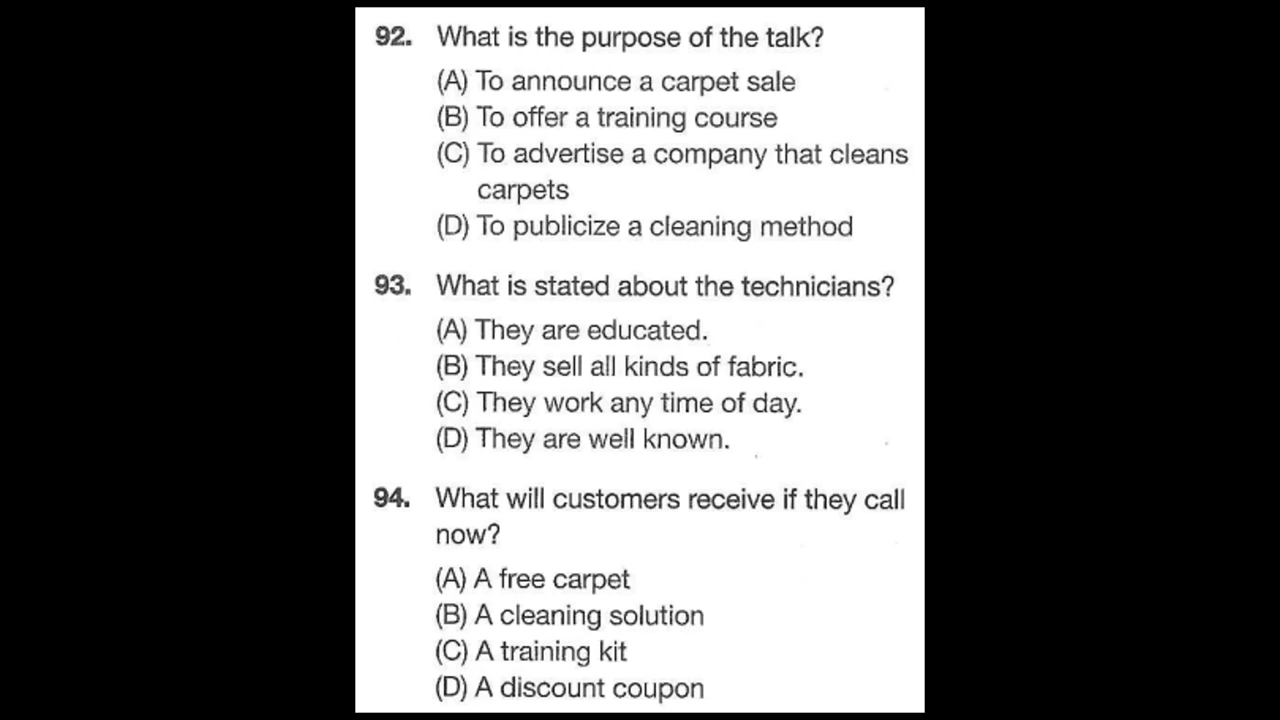 92. What is the purpose of the talk?
(A) To announce a carpet sale
(B) To offer a training course
(C) To advertise a company that cleans
carpets
(D) To publicize a cleaning method
93. What is stated about the technicians?
(A) They are educated.
(B) They sell all kinds of fabric.
(C) They work any time of day.
(D) They are well known.
94. What will customers receive if they call
now?
(A) A free carpet
(B) A cleaning solution
(C) A training kit
(D) A discount coupon